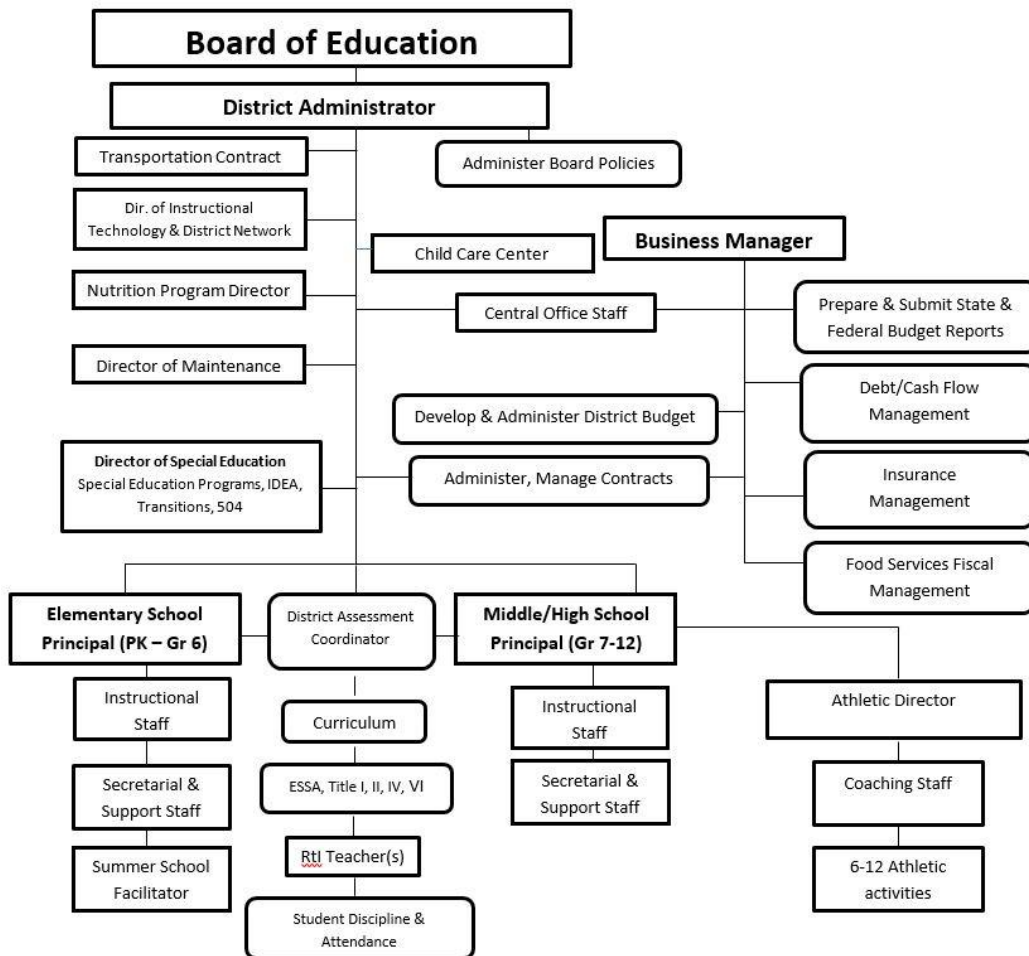 Board of Education
District Administrator
Transportation Contract
Administer Board Policies
Dir. of Instructional
Technology & District Network
Child Care Center
Business Manager
Nutrition Program Director
Central Office Staff
Prepare & Submit State &
Federal Budget Reports
Director of Maintenance
Debt/Cash Flow
Management
Develop & Administer District Budget
Director of Special Education
Special Education Programs, IDEA,
Transitions, 504
Administer, Manage Contracts
Insurance
Management
Food Services Fiscal
Management
Elementary School
Principal (PK – Gr 6)
District Assessment
Coordinator
Middle/High School
Principal (Gr 7-12)
Instructional
Staff
Curriculum
Instructional
Staff
Athletic Director
Secretarial &
Support Staff
ESSA, Title I, II, IV, VI
Secretarial &
Support Staff
Coaching Staff
Summer School
Facilitator
RtI Teacher(s)
6-12 Athletic
activities
Student Discipline &
Attendance